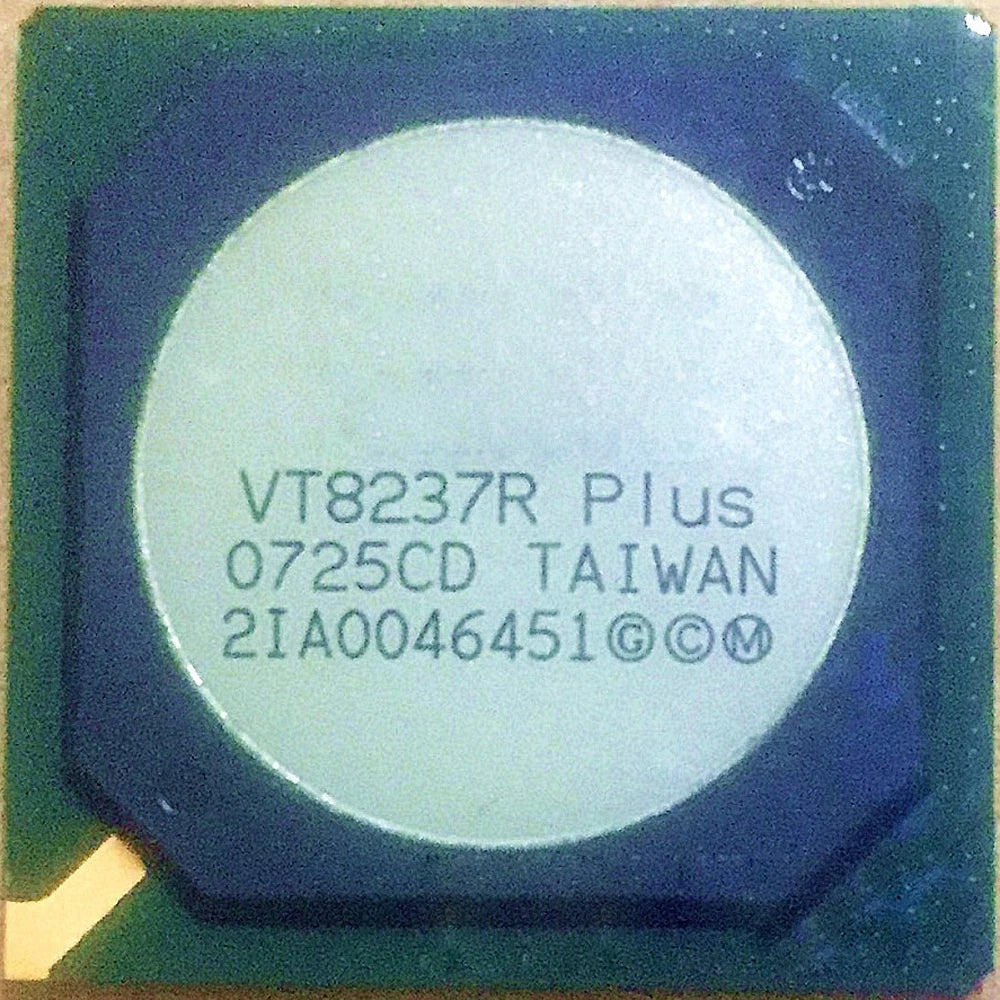 VT8237R Plus
0725CD TAIWAN
2IA0046451ⒼⒸⓂ